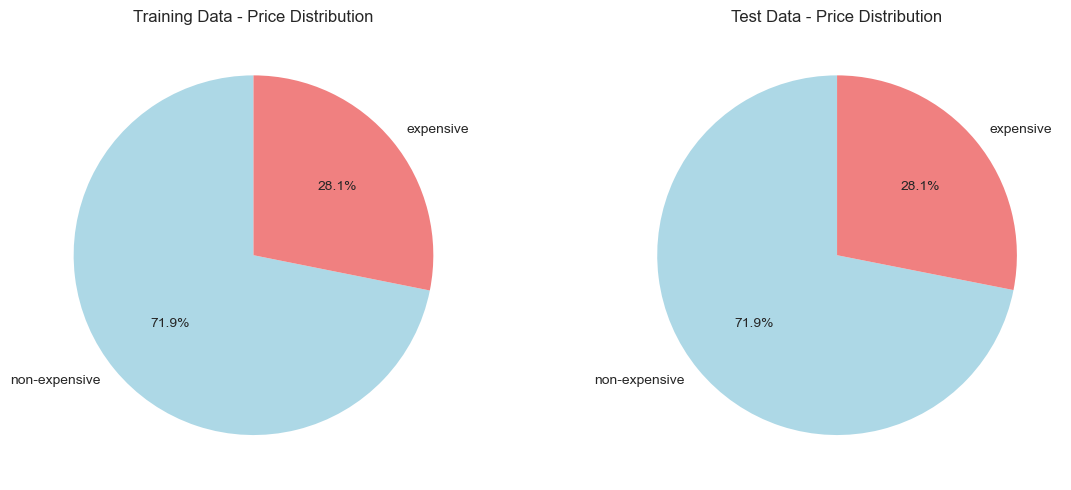 Training Data - Price Distribution
expensive
28.1%
71.9%
non-expensive
Test Data - Price Distribution
expensive
28.1%
71.9%
non-expensive